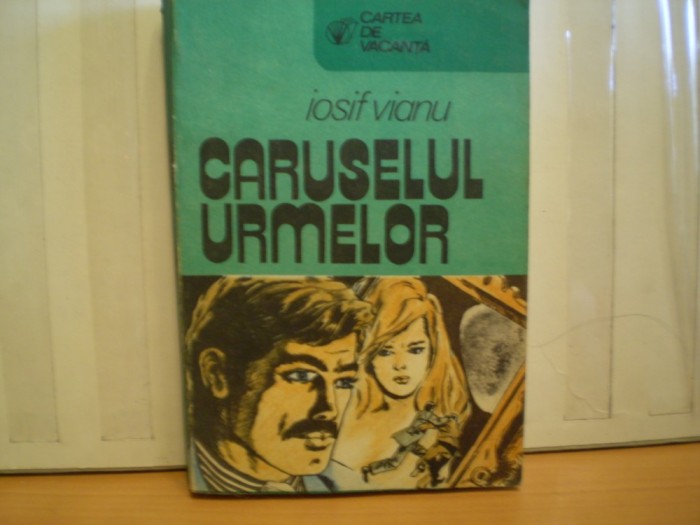 CARTEA
DE
VACANȚĂ
iosif vianu
CARUSELUL
URMELOR